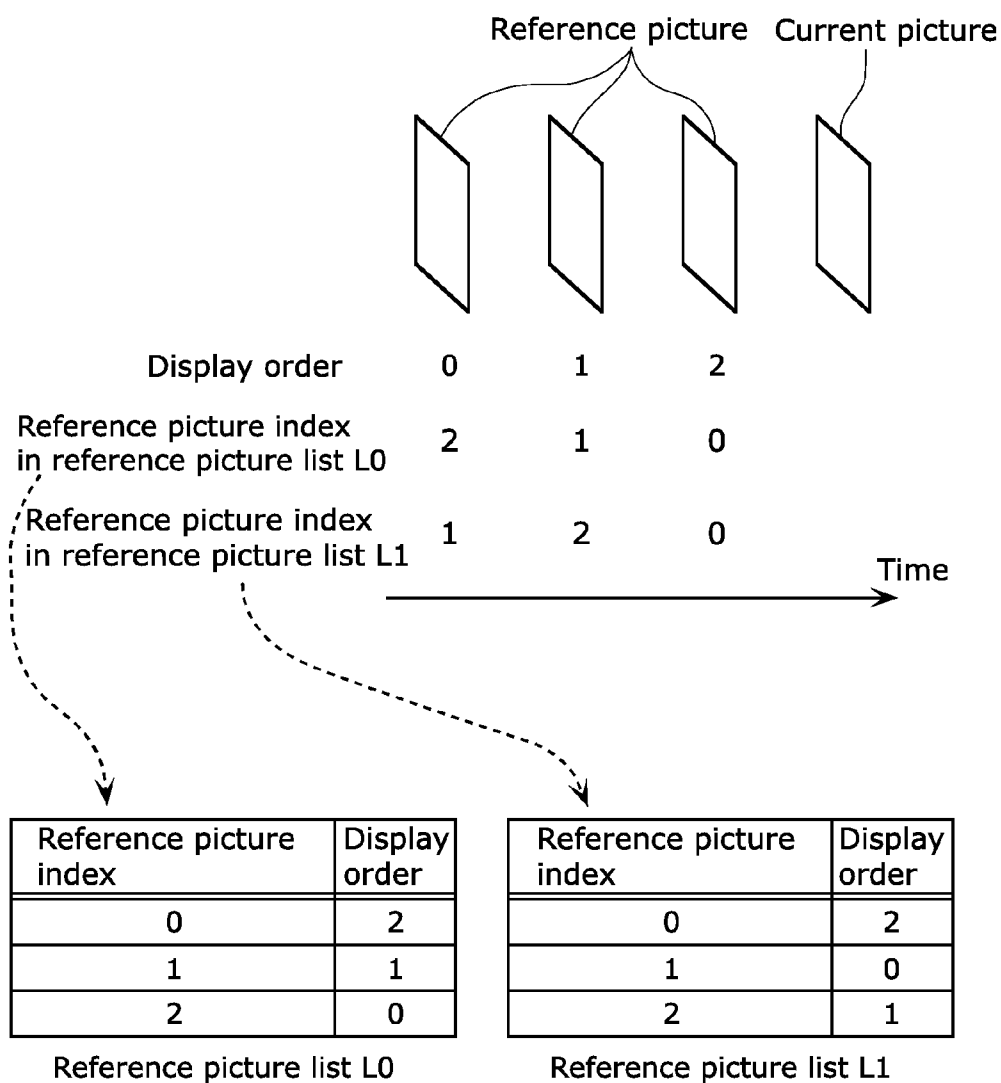 Reference picture Current picture
Display order 0 1 2
Reference picture index
in reference picture list L0 2 1 0
Reference picture index
in reference picture list L1 1 2 0
Time
Reference picture index Display order
0 2
1 1
2 0
Reference picture list L0
Reference picture index Display order
0 2
1 0
2 1
Reference picture list L1